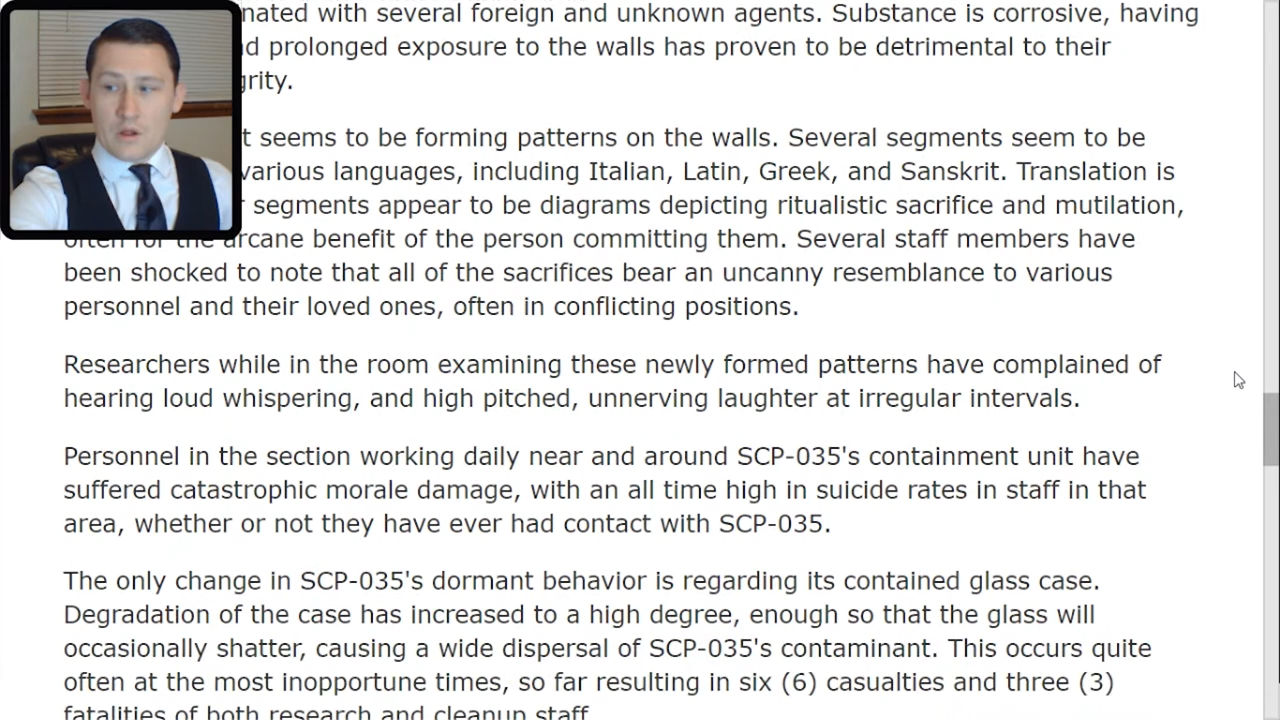 nated with several foreign and unknown agents. Substance is corrosive, having
d prolonged exposure to the walls has proven to be detrimental to their
grity.
t seems to be forming patterns on the walls. Several segments seem to be
various languages, including Italian, Latin, Greek, and Sanskrit. Translation is
segments appear to be diagrams depicting ritualistic sacrifice and mutilation,
often for the arcane benefit of the person committing them. Several staff members have
been shocked to note that all of the sacrifices bear an uncanny resemblance to various
personnel and their loved ones, often in conflicting positions.
Researchers while in the room examining these newly formed patterns have complained of
hearing loud whispering, and high pitched, unnerving laughter at irregular intervals.
Personnel in the section working daily near and around SCP-035's containment unit have
suffered catastrophic morale damage, with an all time high in suicide rates in staff in that
area, whether or not they have ever had contact with SCP-035.
The only change in SCP-035's dormant behavior is regarding its contained glass case.
Degradation of the case has increased to a high degree, enough so that the glass will
occasionally shatter, causing a wide dispersal of SCP-035's contaminant. This occurs quite
often at the most inopportune times, so far resulting in six (6) casualties and three (3)
fatalities of both research and cleanup staff